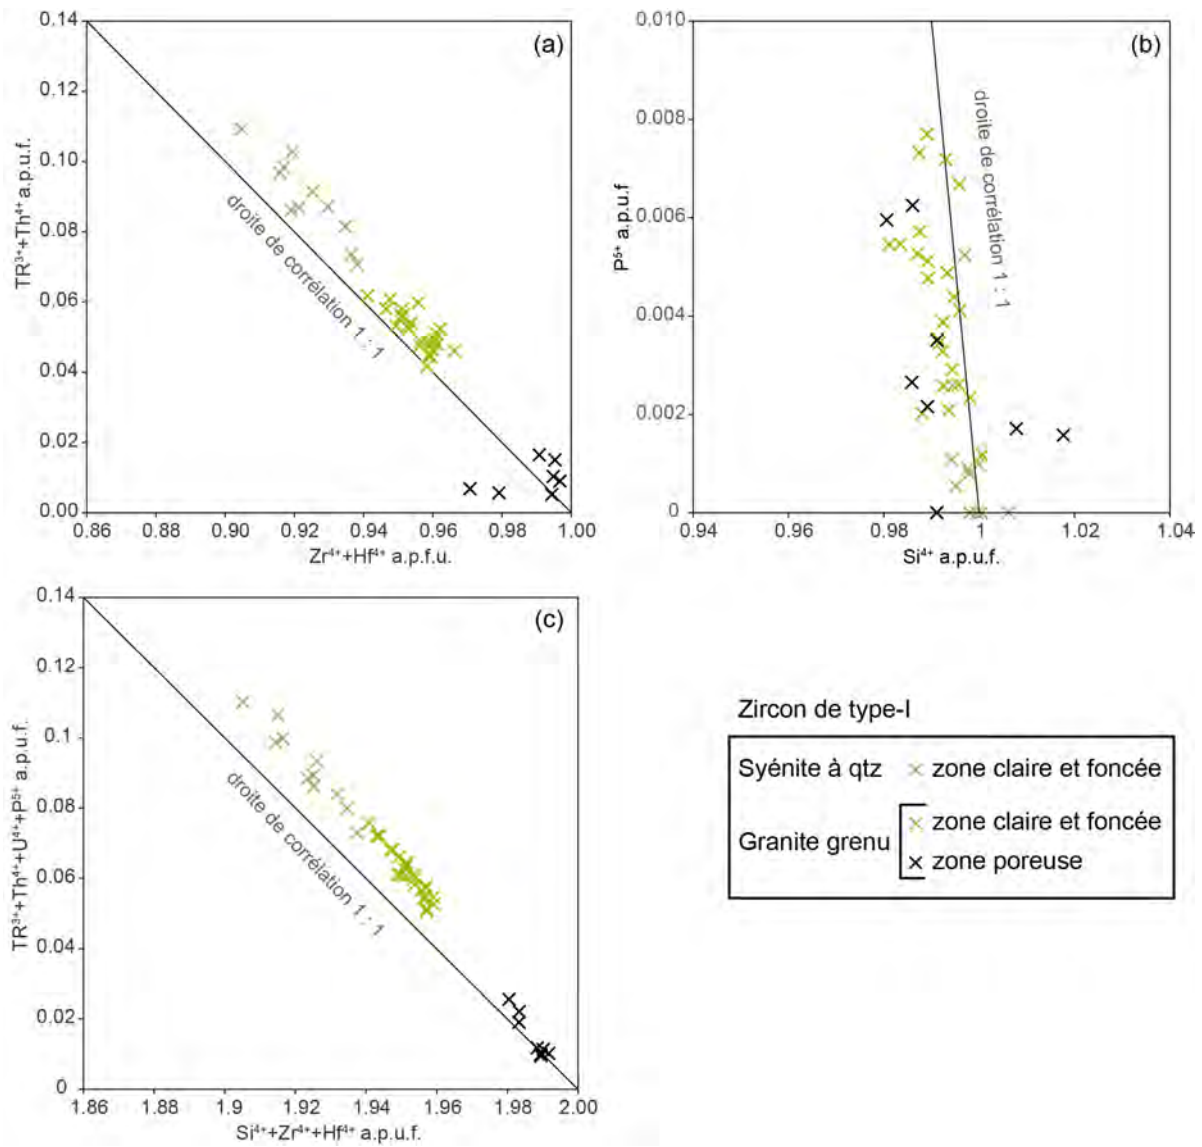 (a)
0.14
0.12
0.10
0.08
0.06
0.04
0.02
0.00
TR³⁺+Th⁴⁺ a.p.u.f.
droite de corrélation 1 : 1
0.86 0.88 0.90 0.92 0.94 0.96 0.98 1.00
Zr⁴⁺+Hf⁴⁺ a.p.f.u.
(b)
0.010
0.008
0.006
0.004
0.002
0
P⁵⁺ a.p.u.f
droite de corrélation 1 : 1
0.94 0.96 0.98 1.0 1.02 1.04
Si⁴⁺ a.p.u.f.
(c)
0.14
0.12
0.1
0.08
0.06
0.04
0.02
0
TR³⁺+Th⁴⁺+U⁴⁺+P⁵⁺ a.p.u.f.
droite de corrélation 1 : 1
1.86 1.88 1.9 1.92 1.94 1.96 1.98 2.00
Si⁴⁺+Zr⁴⁺+Hf⁴⁺ a.p.u.f.
Zircon de type-I
Syénite à qtz × zone claire et foncée
× zone claire et foncée
Granite grenu
× zone poreuse